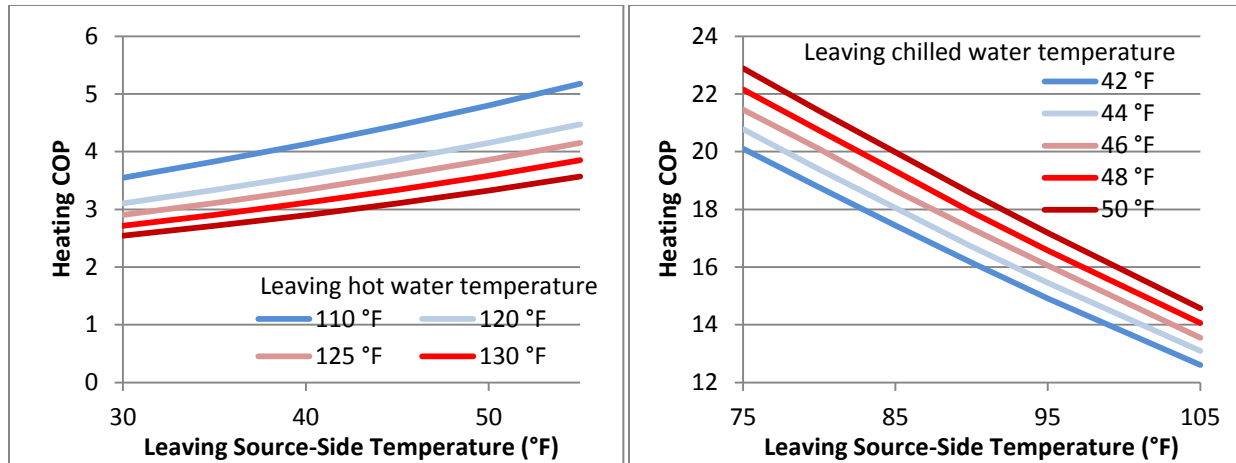 6
5
4
3
2
1
0
Heating COP
Leaving hot water temperature
110 °F 120 °F
125 °F 130 °F
30 40 50
Leaving Source-Side Temperature (°F)
24
22
20
18
16
14
12
Heating COP
Leaving chilled water temperature
42 °F
44 °F
46 °F
48 °F
50 °F
75 85 95 105
Leaving Source-Side Temperature (°F)